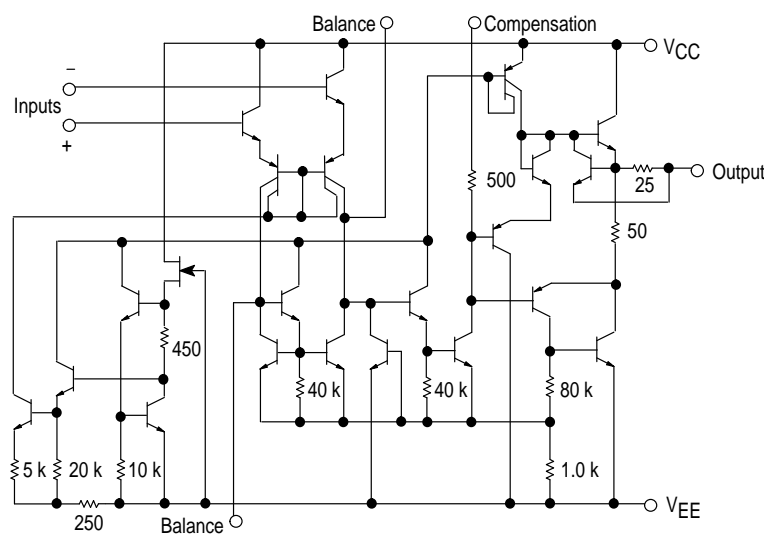 Balance
Compensation
VCC
−
Inputs
+
500
25
Output
50
450
40 k
40 k
80 k
5 k
20 k
10 k
1.0 k
250
Balance
VEE